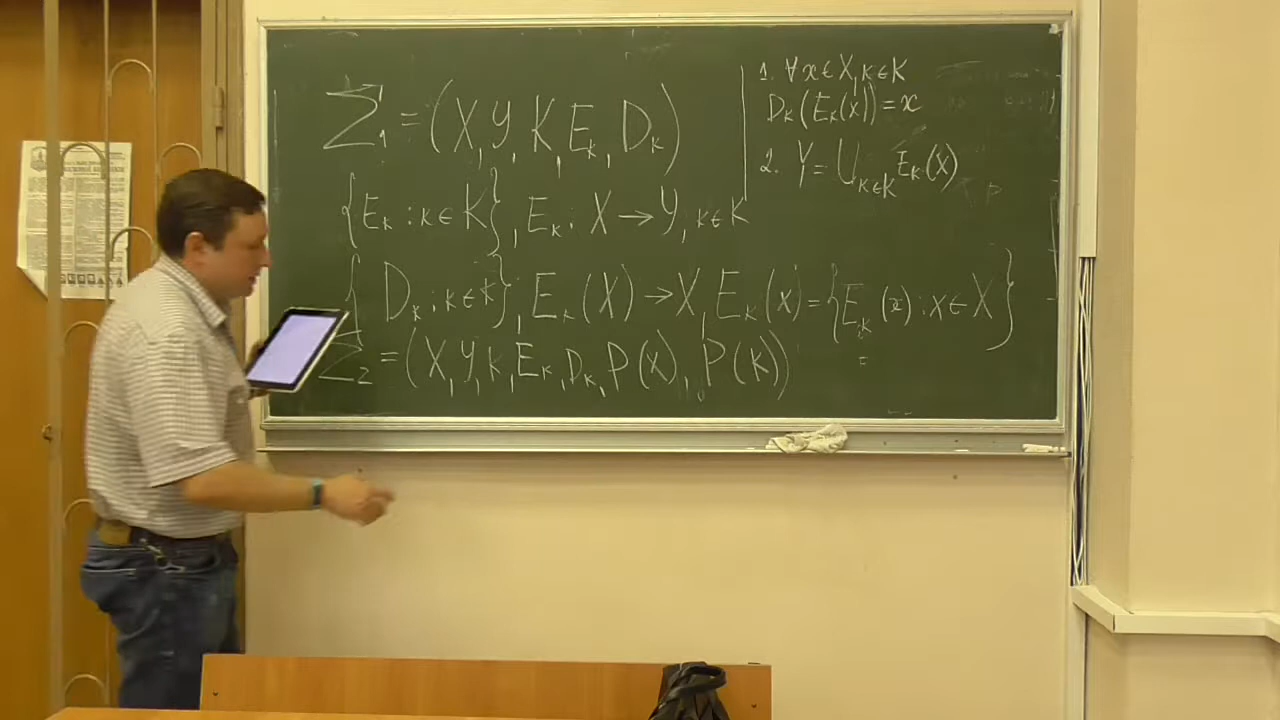 Σ₁ = (X, Y, K, E_k, D_k)
{E_k : k ∈ K}, E_k : X → Y, k ∈ K
{D_k : k ∈ K}, E_k(X) → X, E_k(x) = {E_k(x) : x ∈ X}
Σ₂ = (X, Y, K, E_k, D_k, P(X), P(K))
1. ∀x ∈ X, k ∈ K
D_k(E_k(x)) = x
2. Y = ∪_{k∈K} E_k(X)